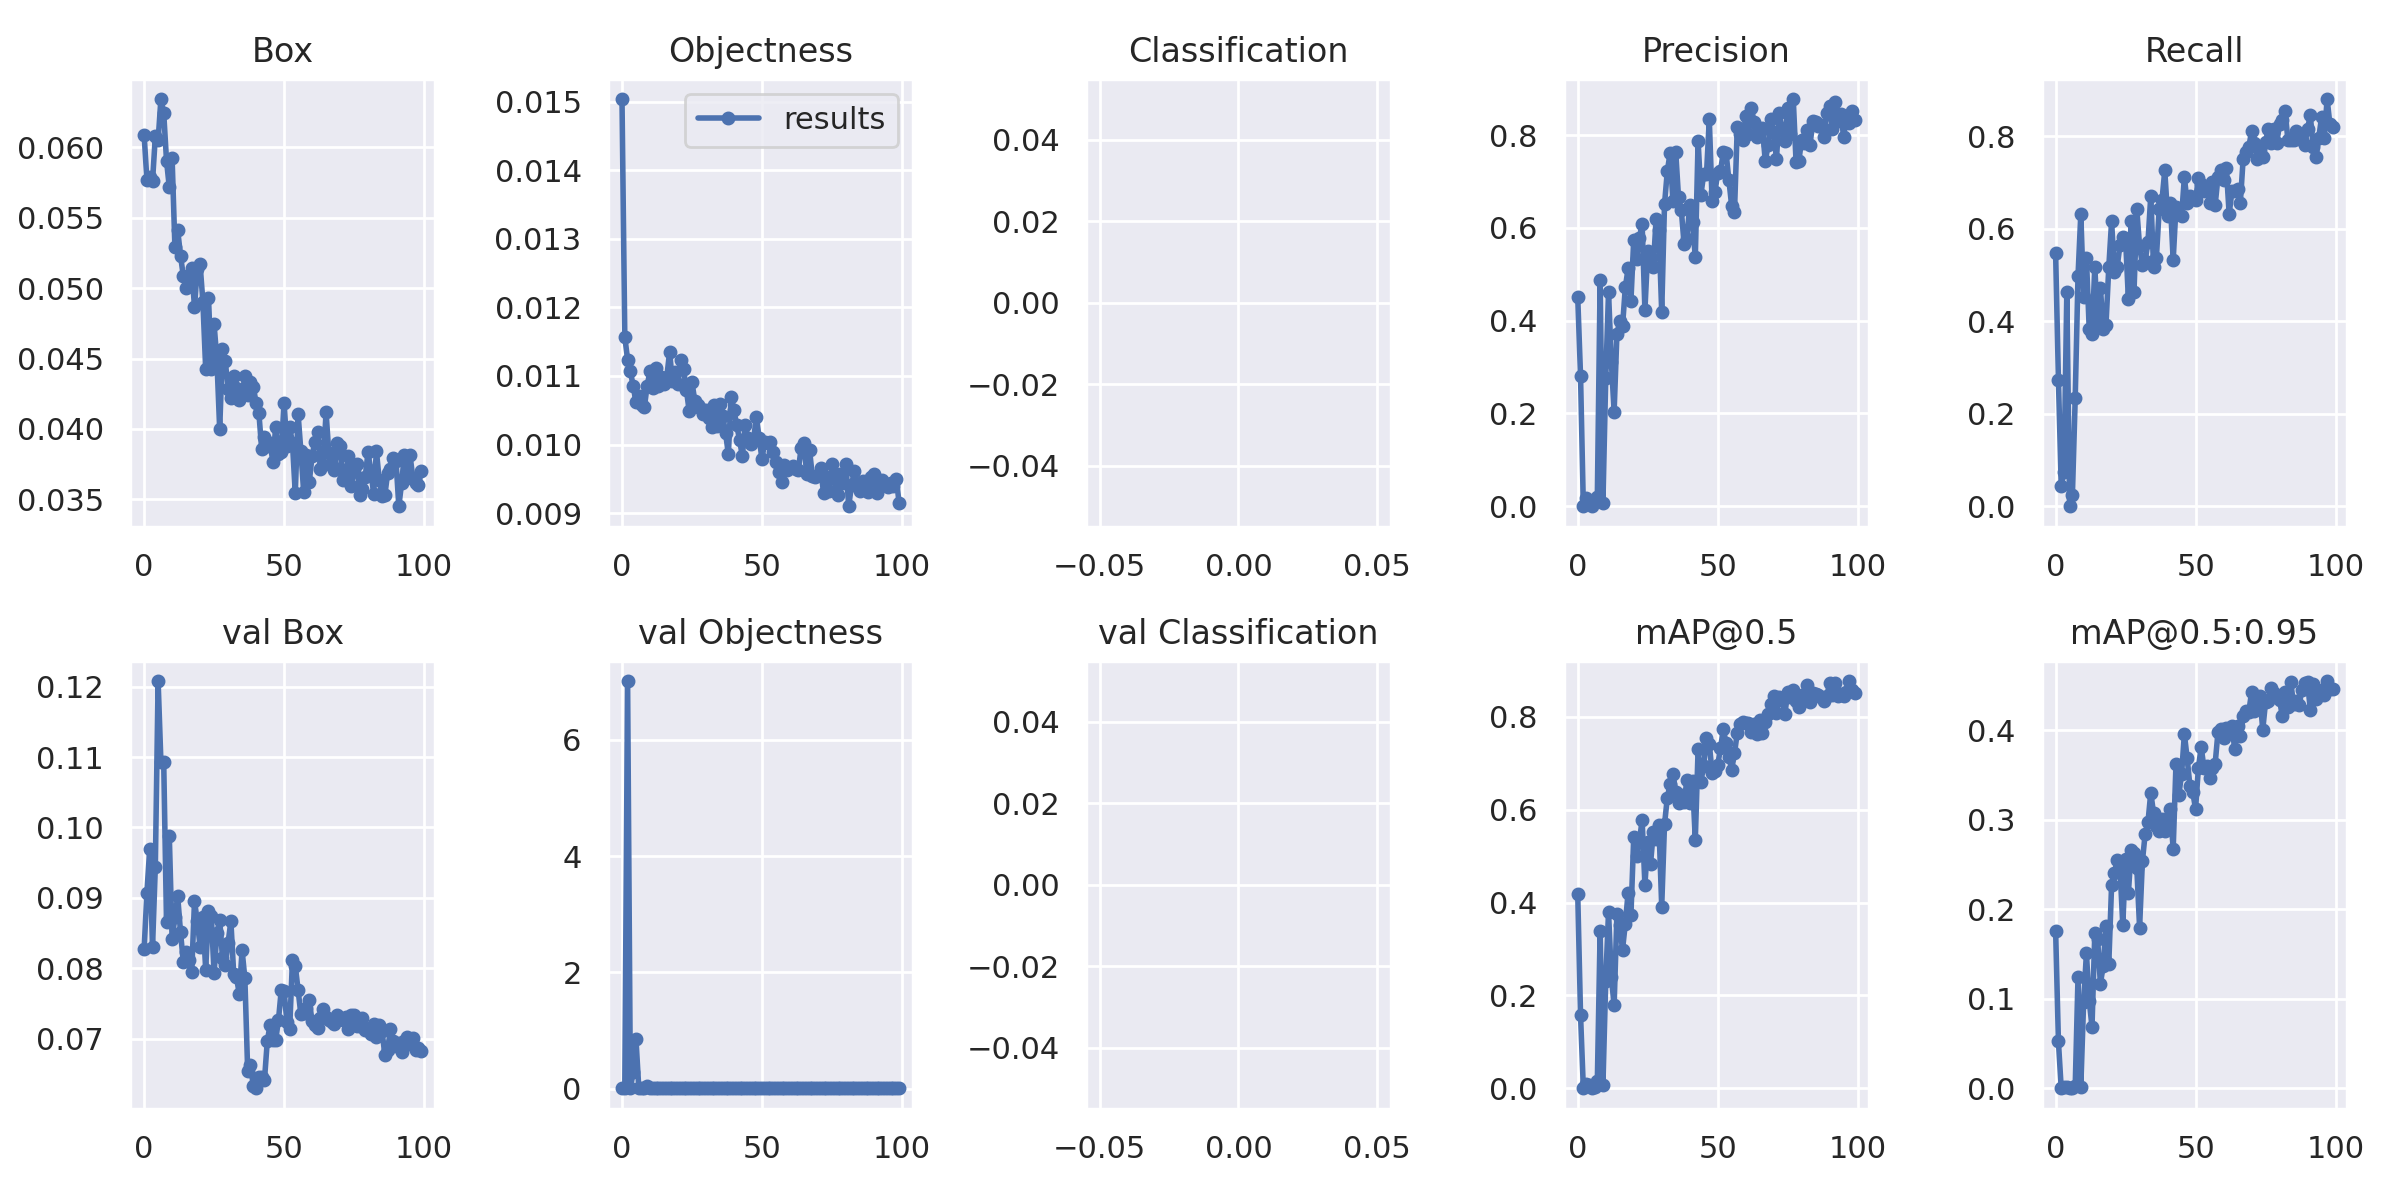 Box
Objectness
Classification
Precision
Recall
0.060
0.055
0.050
0.045
0.040
0.035
0 50 100
results
0.015
0.014
0.013
0.012
0.011
0.010
0.009
0 50 100
0.04
0.02
0.00
−0.02
−0.04
−0.05 0.00 0.05
0.8
0.6
0.4
0.2
0.0
0 50 100
0.8
0.6
0.4
0.2
0.0
0 50 100
val Box
val Objectness
val Classification
mAP@0.5
mAP@0.5:0.95
0.12
0.11
0.10
0.09
0.08
0.07
0 50 100
6
4
2
0
0 50 100
0.04
0.02
0.00
−0.02
−0.04
−0.05 0.00 0.05
0.8
0.6
0.4
0.2
0.0
0 50 100
0.4
0.3
0.2
0.1
0.0
0 50 100